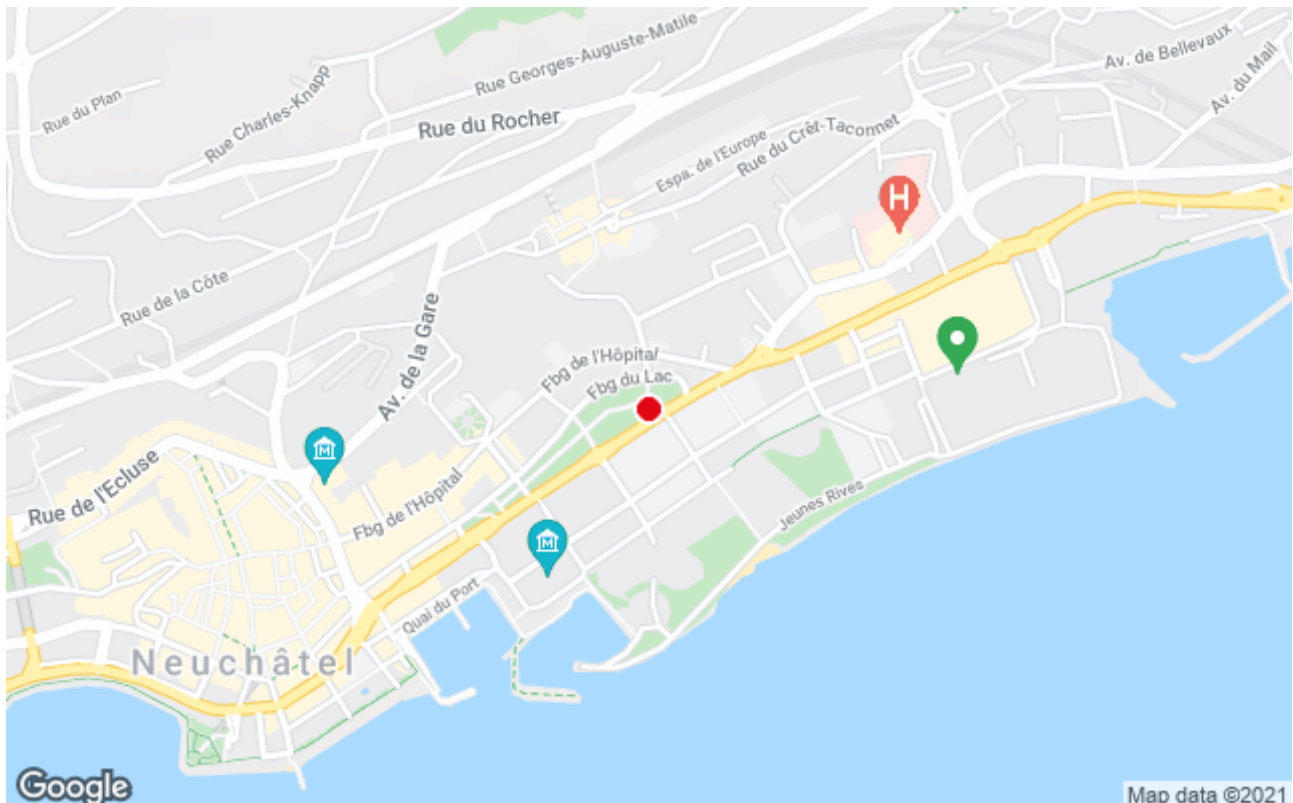 Av. de Bellevaux
Rue Georges-Auguste-Matile
Av. du Mail
Rue du Plan
Rue Charles-Knapp
Rue du Rocher
Espa. de l'Europe
Rue du Crêt-Taconnet
H
Rue de la Côte
Av. de la Gare
Fbg de l'Hôpital
Fbg du Lac
M
Rue de l'Ecluse
Fbg de l'Hôpital
Jeunes Rives
M
Quai du Port
Neuchâtel
Google
Map data ©2021